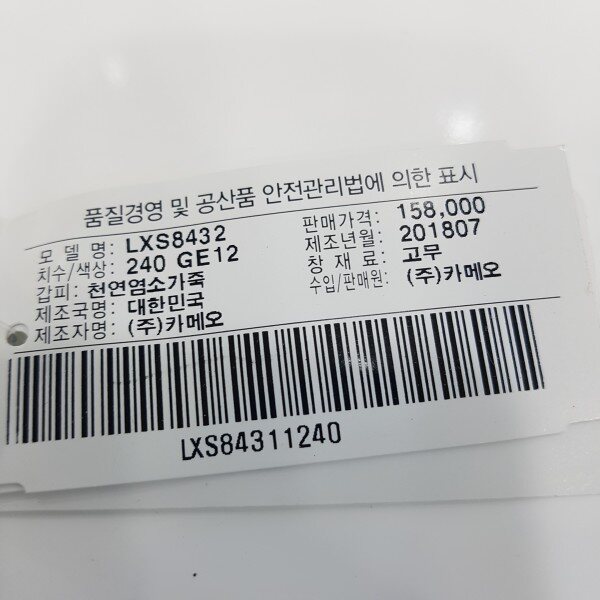 품질경영 및 공산품 안전관리법에 의한 표시
모 델 명: LXS8432 판매가격: 158,000
치수/색상: 240 GE12 제조년월: 201807
갑피: 천연염소가죽 창 재 료: 고무
제조국명: 대한민국 수입/판매원: (주)카메오
제조자명: (주)카메오
LXS84311240